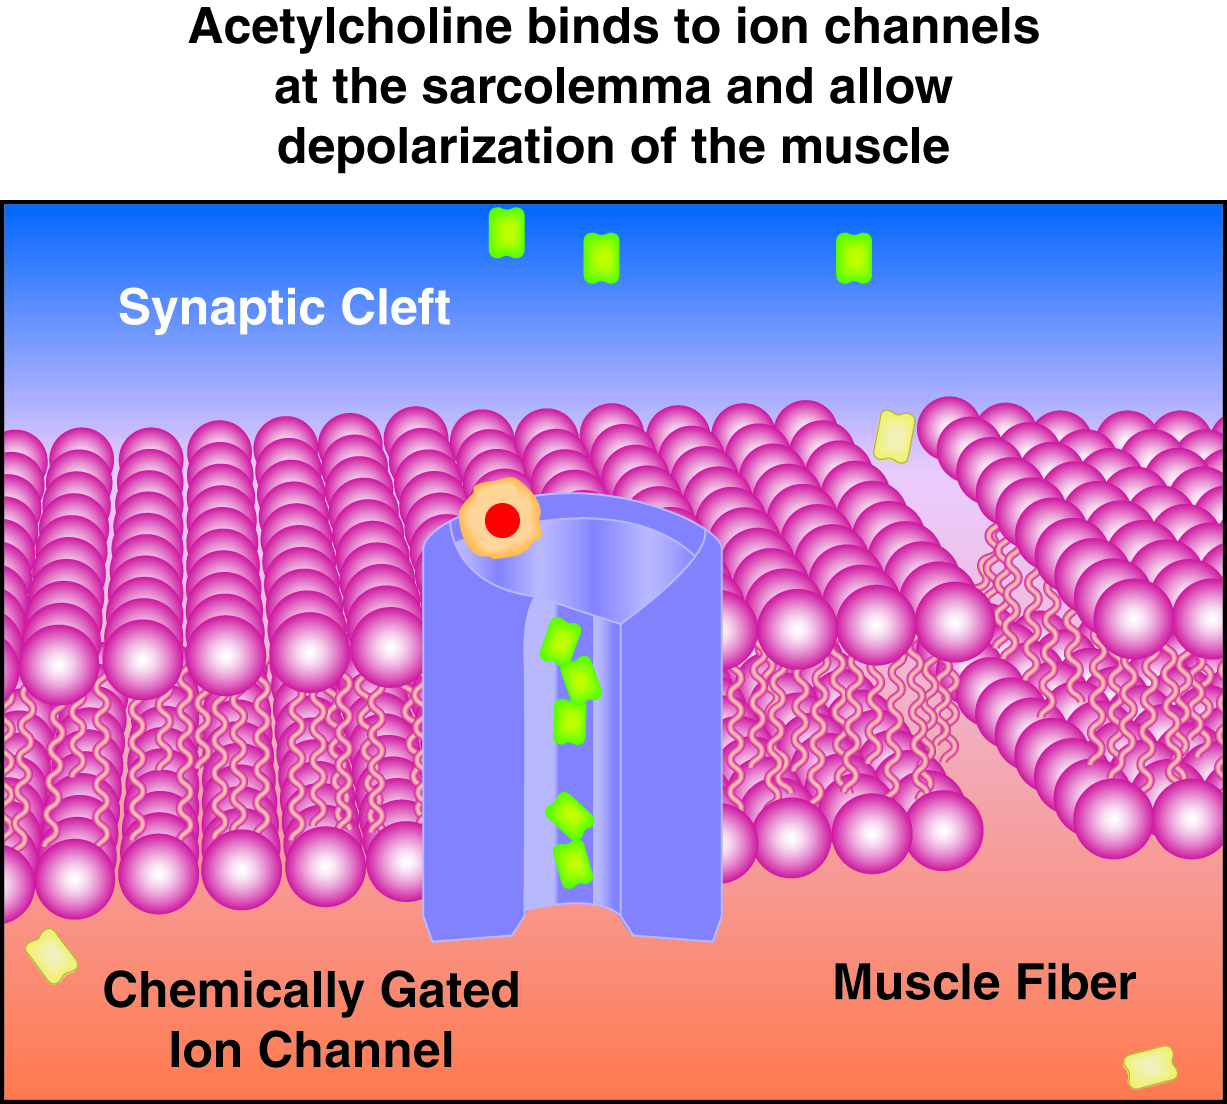 Acetylcholine binds to ion channels
at the sarcolemma and allow
depolarization of the muscle
Synaptic Cleft
Chemically Gated
Ion Channel
Muscle Fiber